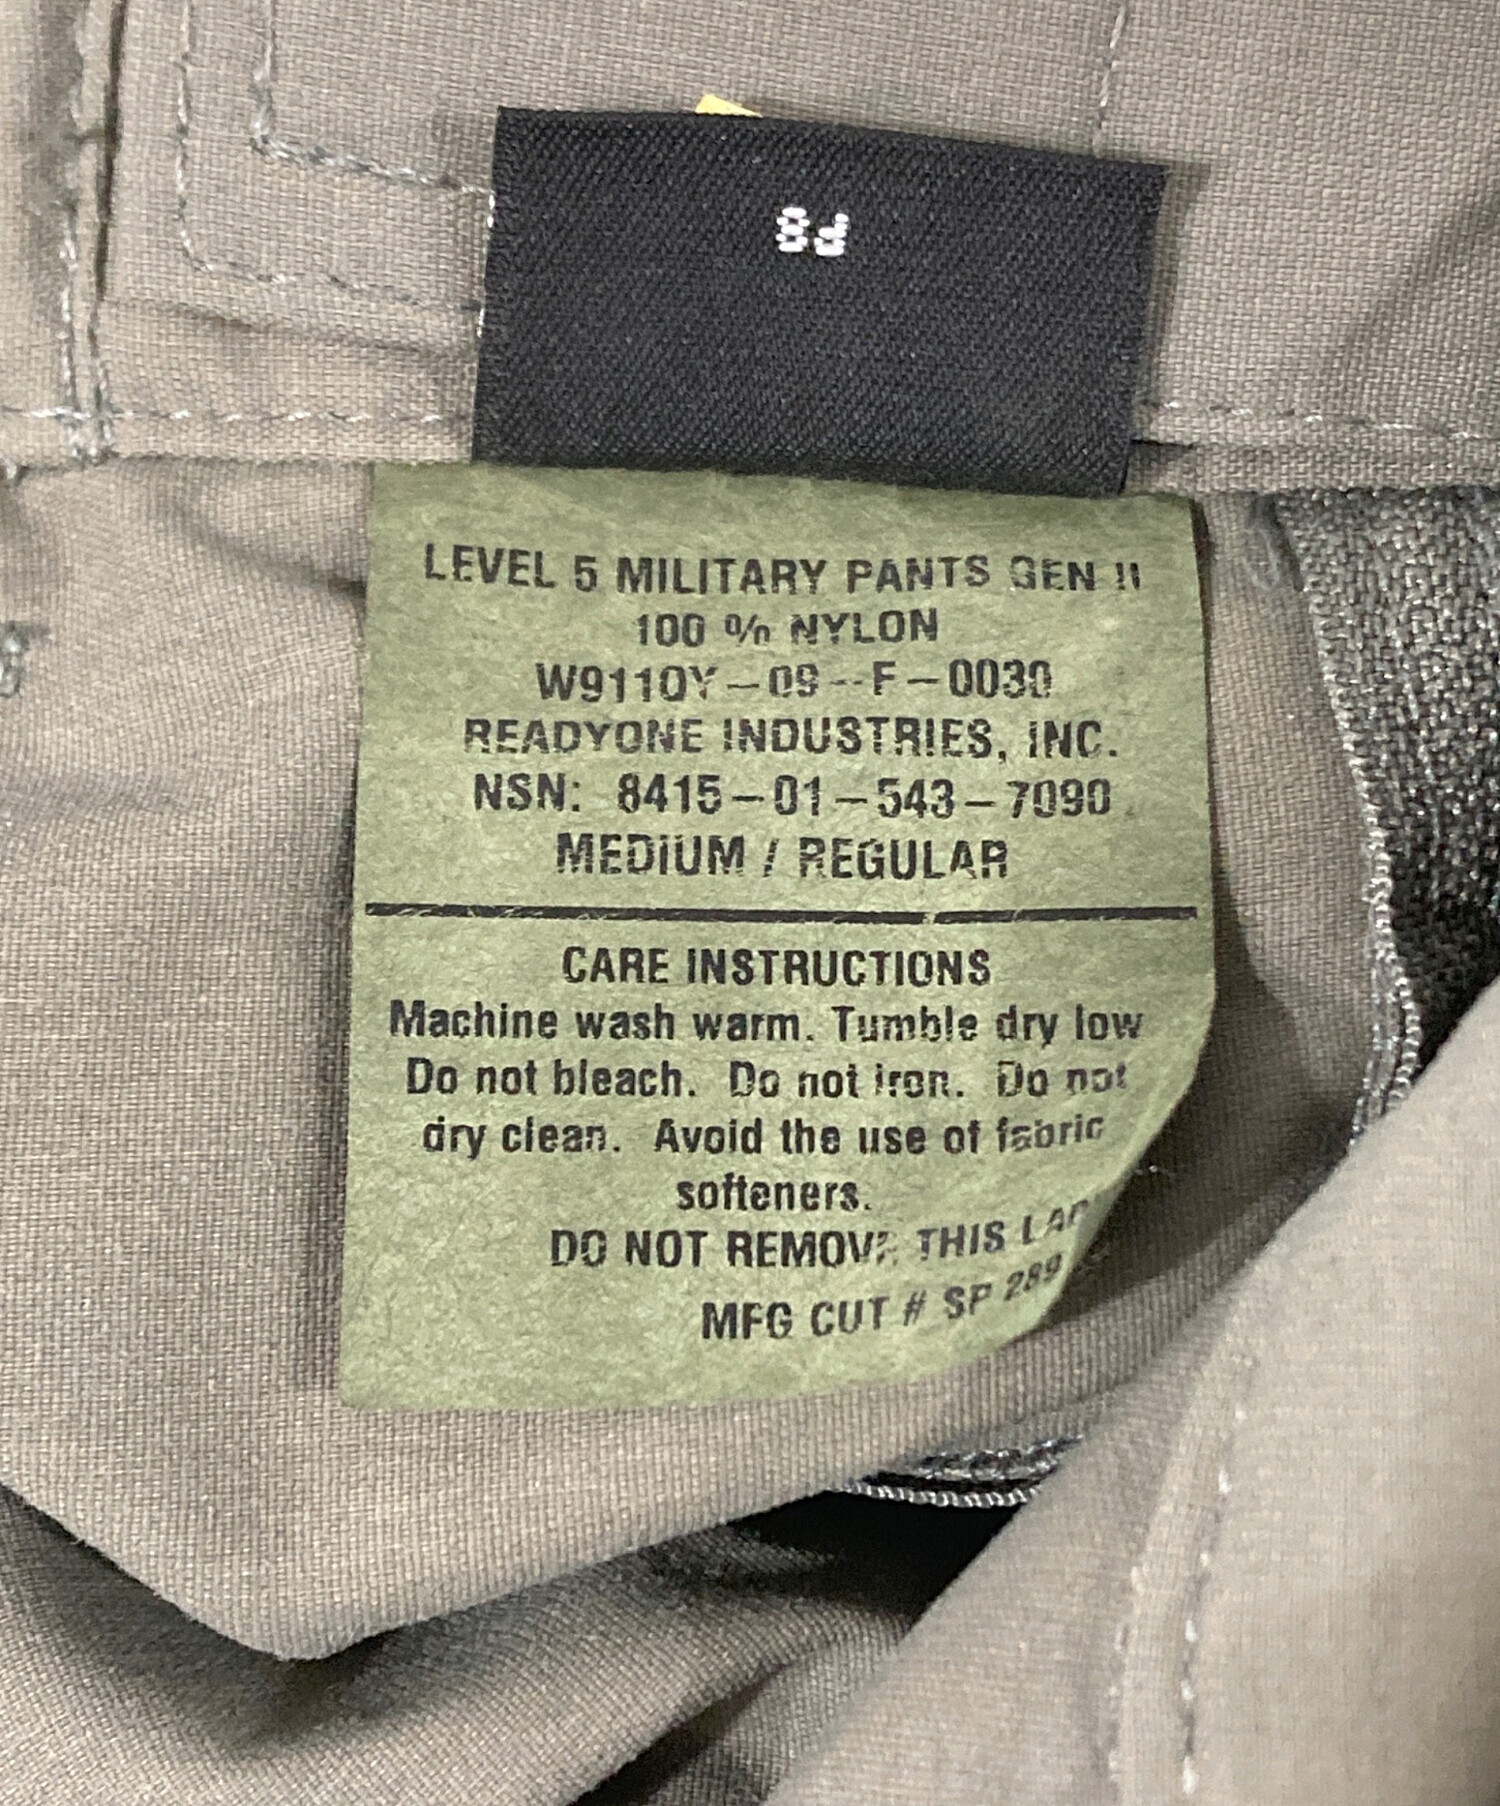 P8
LEVEL 5 MILITARY PANTS GEN II
100 % NYLON
W911QY-09--F-0030
READYONE INDUSTRIES, INC.
NSN: 8415-01-543-7090
MEDIUM / REGULAR
CARE INSTRUCTIONS
Machine wash warm. Tumble dry low
Do not bleach. Do not iron. Do not
dry clean. Avoid the use of fabric
softeners.
DO NOT REMOVE THIS
MFG CUT # SP 289